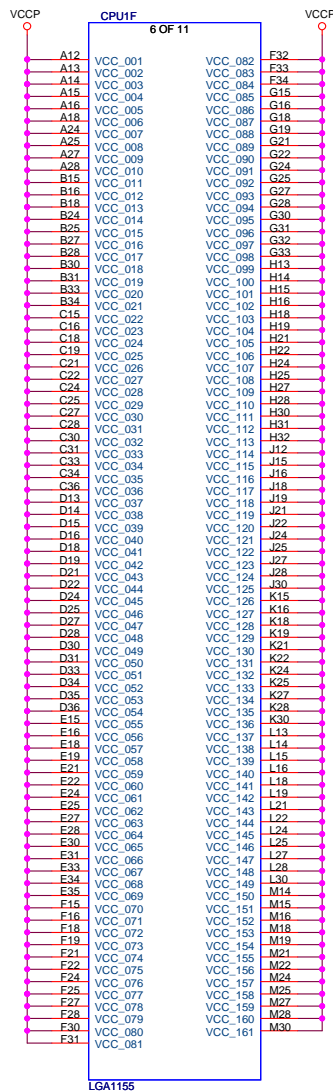 VCCP CPU1F VCCP
6 OF 11
A12 VCC_001 VCC_082 F32
A13 VCC_002 VCC_083 F33
A14 VCC_003 VCC_084 F34
A15 VCC_004 VCC_085 G15
A16 VCC_005 VCC_086 G16
A18 VCC_006 VCC_087 G18
A24 VCC_007 VCC_088 G19
A25 VCC_008 VCC_089 G21
A27 VCC_009 VCC_090 G22
A28 VCC_010 VCC_091 G24
B15 VCC_011 VCC_092 G25
B16 VCC_012 VCC_093 G27
B18 VCC_013 VCC_094 G28
B24 VCC_014 VCC_095 G30
B25 VCC_015 VCC_096 G31
B27 VCC_016 VCC_097 G32
B28 VCC_017 VCC_098 G33
B30 VCC_018 VCC_099 H13
B31 VCC_019 VCC_100 H14
B33 VCC_020 VCC_101 H15
B34 VCC_021 VCC_102 H16
C15 VCC_022 VCC_103 H18
C16 VCC_023 VCC_104 H19
C18 VCC_024 VCC_105 H21
C19 VCC_025 VCC_106 H22
C21 VCC_026 VCC_107 H24
C22 VCC_027 VCC_108 H25
C24 VCC_028 VCC_109 H27
C25 VCC_029 VCC_110 H28
C27 VCC_030 VCC_111 H30
C28 VCC_031 VCC_112 H31
C30 VCC_032 VCC_113 H32
C31 VCC_033 VCC_114 J12
C33 VCC_034 VCC_115 J15
C34 VCC_035 VCC_116 J16
C36 VCC_036 VCC_117 J18
D13 VCC_037 VCC_118 J19
D14 VCC_038 VCC_119 J21
D15 VCC_039 VCC_120 J22
D16 VCC_040 VCC_121 J24
D18 VCC_041 VCC_122 J25
D19 VCC_042 VCC_123 J27
D21 VCC_043 VCC_124 J28
D22 VCC_044 VCC_125 J30
D24 VCC_045 VCC_126 K15
D25 VCC_046 VCC_127 K16
D27 VCC_047 VCC_128 K18
D28 VCC_048 VCC_129 K19
D30 VCC_049 VCC_130 K21
D31 VCC_050 VCC_131 K22
D33 VCC_051 VCC_132 K24
D34 VCC_052 VCC_133 K25
D35 VCC_053 VCC_134 K27
D36 VCC_054 VCC_135 K28
E15 VCC_055 VCC_136 K30
E16 VCC_056 VCC_137 L13
E18 VCC_057 VCC_138 L14
E19 VCC_058 VCC_139 L15
E21 VCC_059 VCC_140 L16
E22 VCC_060 VCC_141 L18
E24 VCC_061 VCC_142 L19
E25 VCC_062 VCC_143 L21
E27 VCC_063 VCC_144 L22
E28 VCC_064 VCC_145 L24
E30 VCC_065 VCC_146 L25
E31 VCC_066 VCC_147 L27
E33 VCC_067 VCC_148 L28
E34 VCC_068 VCC_149 L30
E35 VCC_069 VCC_150 M14
F15 VCC_070 VCC_151 M15
F16 VCC_071 VCC_152 M16
F18 VCC_072 VCC_153 M18
F19 VCC_073 VCC_154 M19
F21 VCC_074 VCC_155 M21
F22 VCC_075 VCC_156 M22
F24 VCC_076 VCC_157 M24
F25 VCC_077 VCC_158 M25
F27 VCC_078 VCC_159 M27
F28 VCC_079 VCC_160 M28
F30 VCC_080 VCC_161 M30
F31 VCC_081
LGA1155